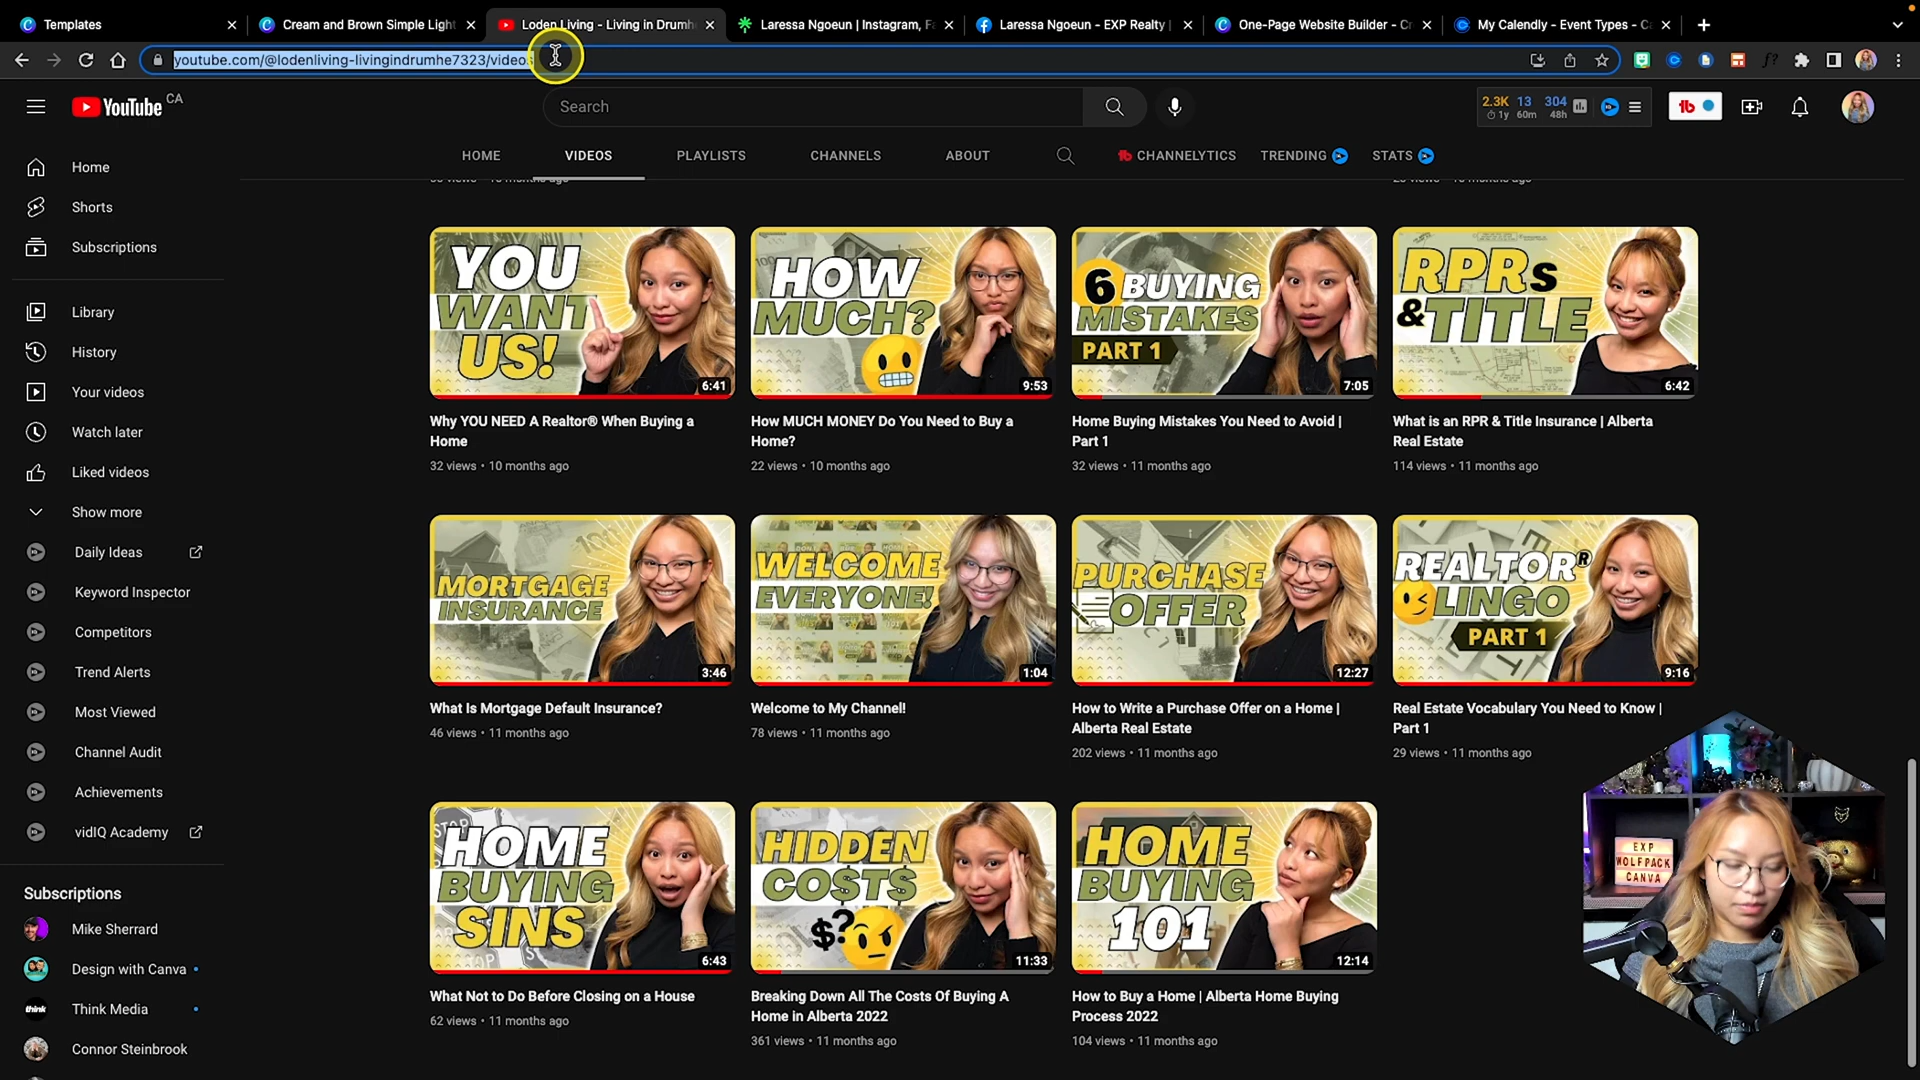 Templates
Cream and Brown Simple Light
Loden Living - Living in Drumh
Laressa Ngoeun | Instagram, F
Laressa Ngoeun - EXP Realty |
One-Page Website Builder - Cr
My Calendly - Event Types - C
youtube.com/@lodenliving-livingindrumhe7323/videos
YouTube CA
Search
2.3K 13 304
1y 60m 48h
HOME VIDEOS PLAYLISTS CHANNELS ABOUT CHANNELYTICS TRENDING STATS
Home
Shorts
Subscriptions
Library
History
Your videos
Watch later
Liked videos
Show more
Daily Ideas
Keyword Inspector
Competitors
Trend Alerts
Most Viewed
Channel Audit
Achievements
vidIQ Academy
Subscriptions
Mike Sherrard
Design with Canva
think
Think Media
Connor Steinbrook
YOU
WANT
US!
6:41
Why YOU NEED A Realtor® When Buying a
Home
32 views • 10 months ago
HOW
MUCH?
9:53
How MUCH MONEY Do You Need to Buy a
Home?
22 views • 10 months ago
6 BUYING
MISTAKES
PART 1
7:05
Home Buying Mistakes You Need to Avoid |
Part 1
32 views • 11 months ago
RPRs
&TITLE
6:42
What is an RPR & Title Insurance | Alberta
Real Estate
114 views • 11 months ago
MORTGAGE
INSURANCE
3:46
What Is Mortgage Default Insurance?
46 views • 11 months ago
WELCOME
EVERYONE!
1:04
Welcome to My Channel!
78 views • 11 months ago
PURCHASE
OFFER
12:27
How to Write a Purchase Offer on a Home |
Alberta Real Estate
202 views • 11 months ago
REALTOR®
LINGO
PART 1
9:16
Real Estate Vocabulary You Need to Know |
Part 1
29 views • 11 months ago
HOME
BUYING
SINS
6:43
What Not to Do Before Closing on a House
62 views • 11 months ago
HIDDEN
CO$T$
$?
11:33
Breaking Down All The Costs Of Buying A
Home in Alberta 2022
361 views • 11 months ago
HOME
BUYING
101
12:14
How to Buy a Home | Alberta Home Buying
Process 2022
104 views • 11 months ago
EXP
WOLFPACK
CANVA